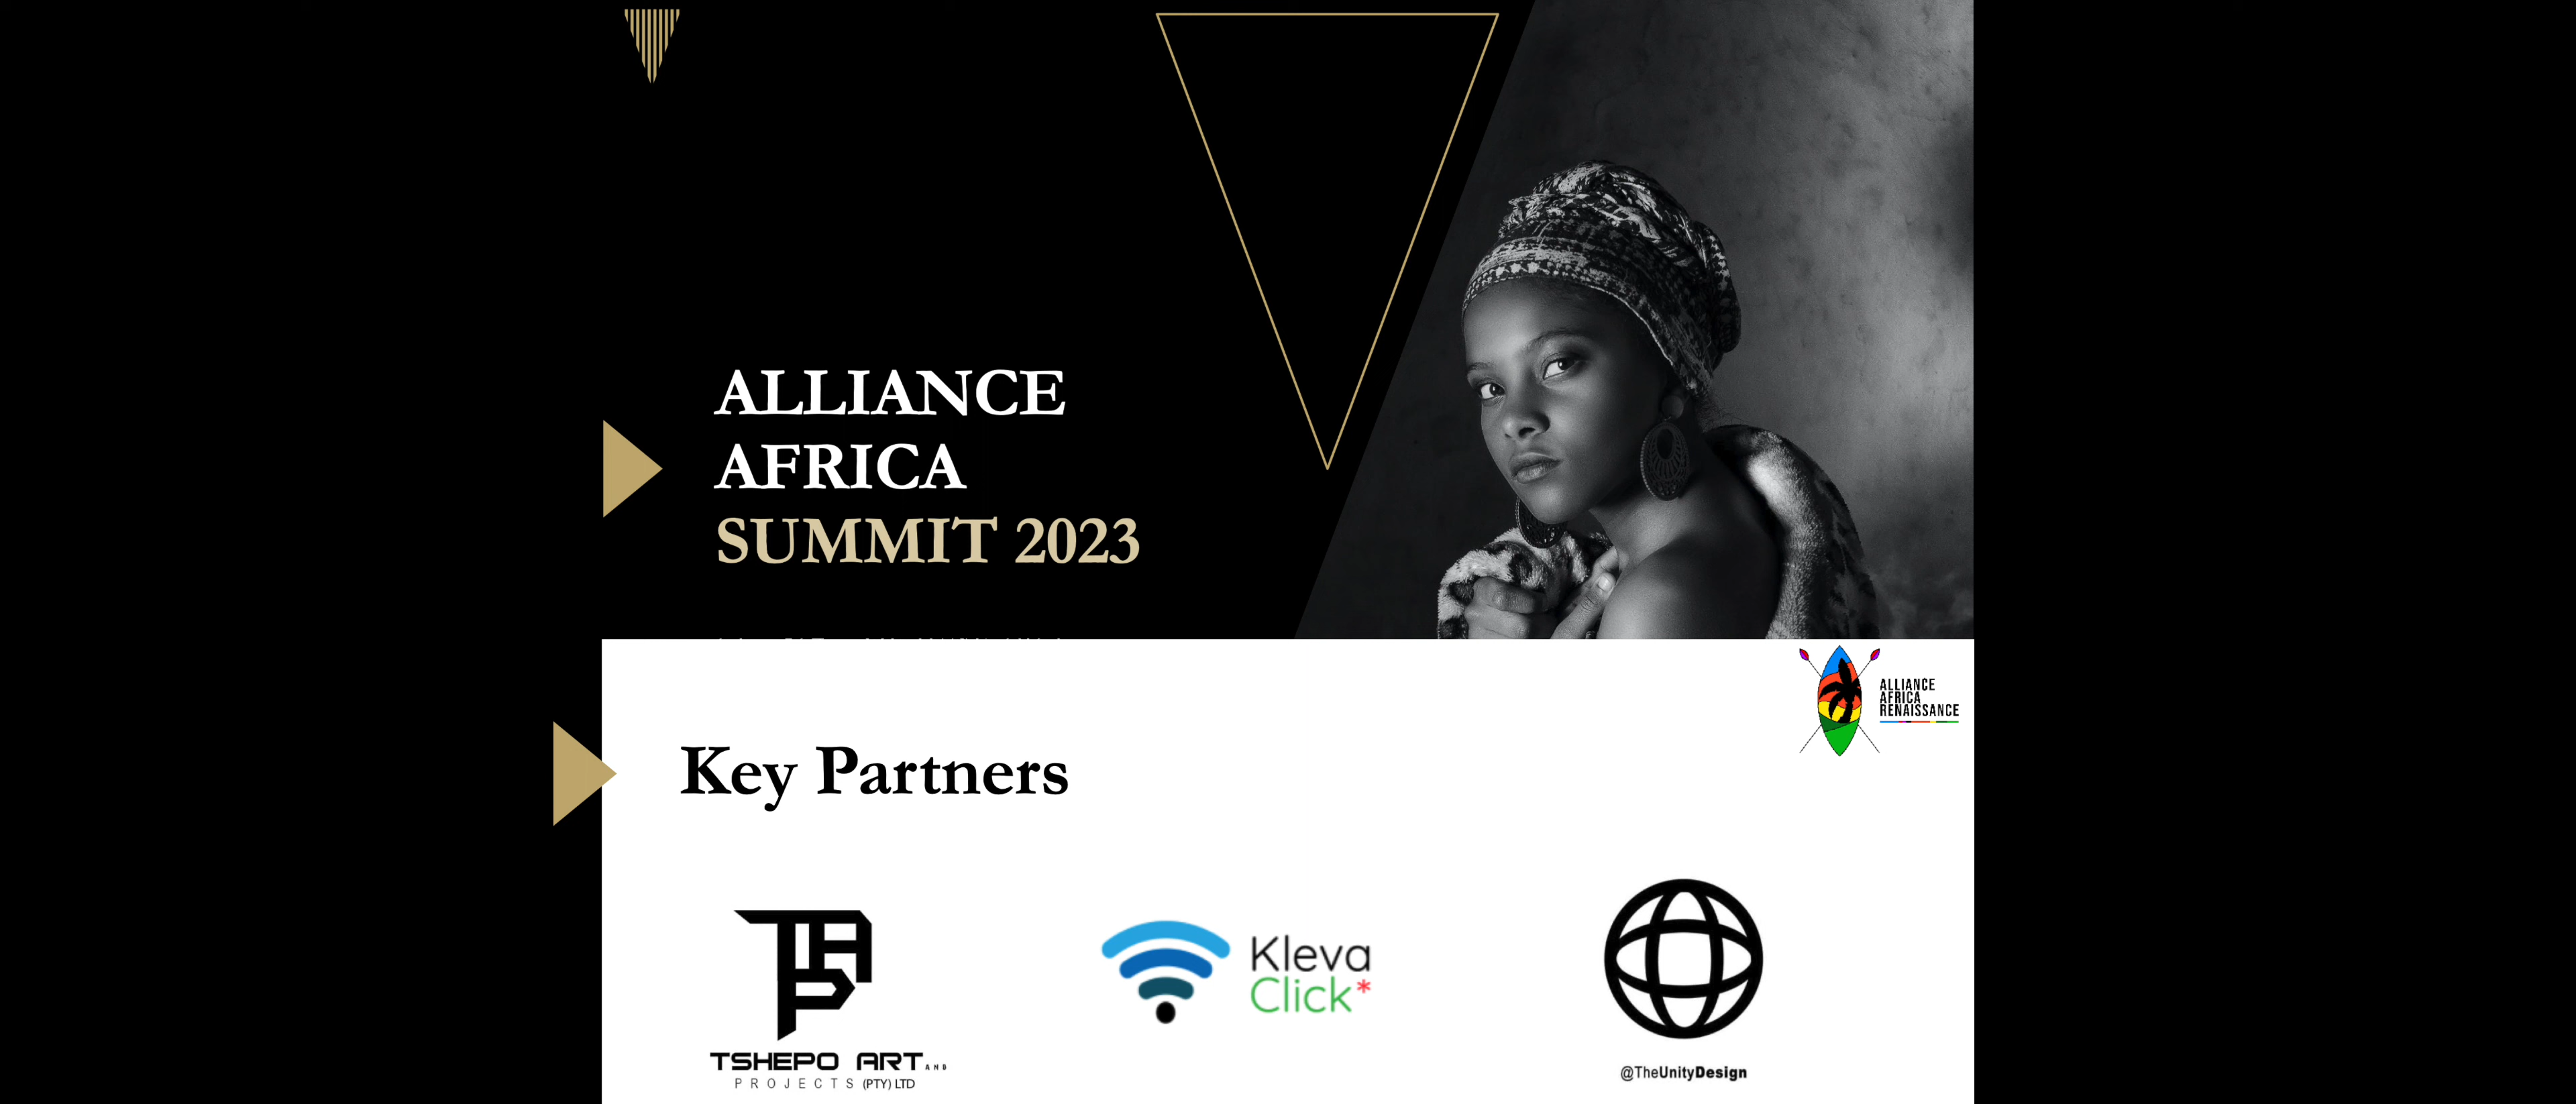 ALLIANCE
AFRICA
SUMMIT 2023
ALLIANCE
AFRICA
RENAISSANCE
Key Partners
TSHEPO ART AND
PROJECTS (PTY) LTD
Kleva
Click*
@TheUnityDesign